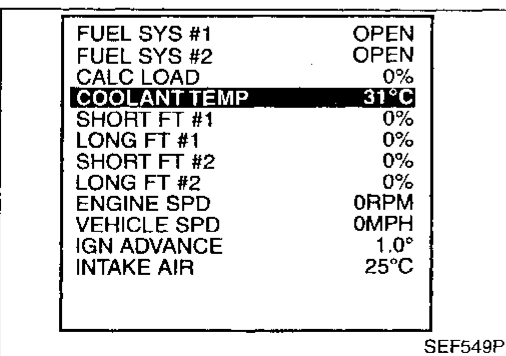 FUEL SYS #1 OPEN
FUEL SYS #2 OPEN
CALC LOAD 0%
COOLANT TEMP 31°C
SHORT FT #1 0%
LONG FT #1 0%
SHORT FT #2 0%
LONG FT #2 0%
ENGINE SPD 0RPM
VEHICLE SPD 0MPH
IGN ADVANCE 1.0°
INTAKE AIR 25°C
SEF549P